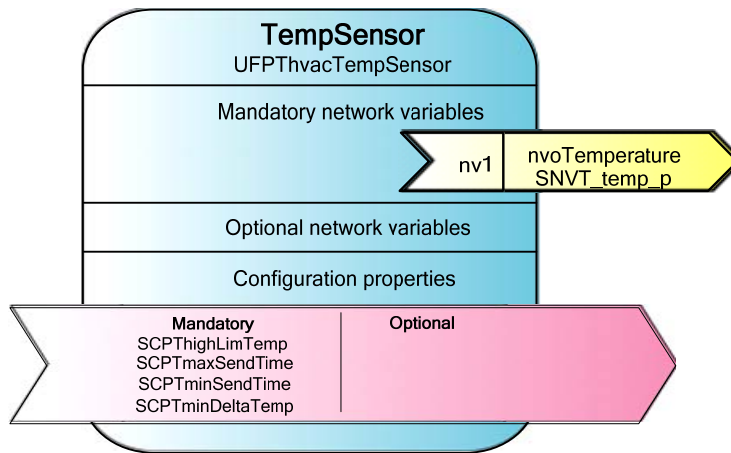 TempSensor
UFPThvacTempSensor
Mandatory network variables
nv1
nvoTemperature
SNVT_temp_p
Optional network variables
Configuration properties
Mandatory
Optional
SCPThighLimTemp
SCPTmaxSendTime
SCPTminSendTime
SCPTminDeltaTemp